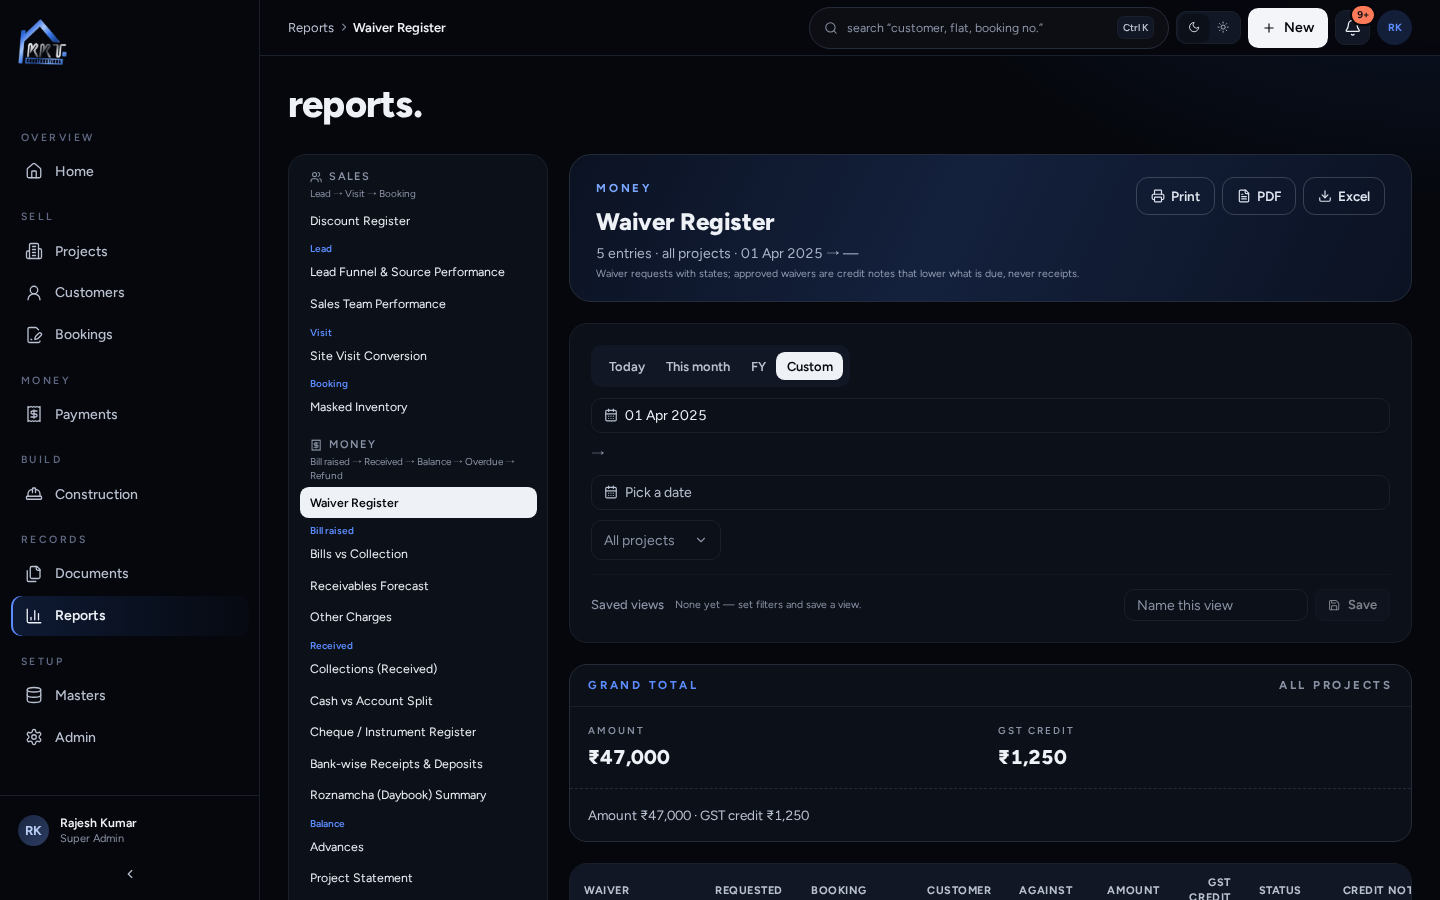 Reports > Waiver Register
search “customer, flat, booking no.”
Ctrl K
New
9+
RK
OVERVIEW
Home
SELL
Projects
Customers
Bookings
MONEY
Payments
BUILD
Construction
RECORDS
Documents
Reports
SETUP
Masters
Admin
RK
Rajesh Kumar
Super Admin
reports.
SALES
Lead → Visit → Booking
Discount Register
Lead
Lead Funnel & Source Performance
Sales Team Performance
Visit
Site Visit Conversion
Booking
Masked Inventory
MONEY
Bill raised → Received → Balance → Overdue →
Refund
Waiver Register
Bill raised
Bills vs Collection
Receivables Forecast
Other Charges
Received
Collections (Received)
Cash vs Account Split
Cheque / Instrument Register
Bank-wise Receipts & Deposits
Roznamcha (Daybook) Summary
Balance
Advances
Project Statement
MONEY
Waiver Register
5 entries · all projects · 01 Apr 2025 → —
Waiver requests with states; approved waivers are credit notes that lower what is due, never receipts.
Print
PDF
Excel
Today
This month
FY
Custom
01 Apr 2025
→
Pick a date
All projects
Saved views
None yet — set filters and save a view.
Name this view
Save
GRAND TOTAL
ALL PROJECTS
AMOUNT
₹47,000
GST CREDIT
₹1,250
Amount ₹47,000 · GST credit ₹1,250
WAIVER REQUESTED BOOKING CUSTOMER AGAINST AMOUNT GST CREDIT STATUS CREDIT NOT